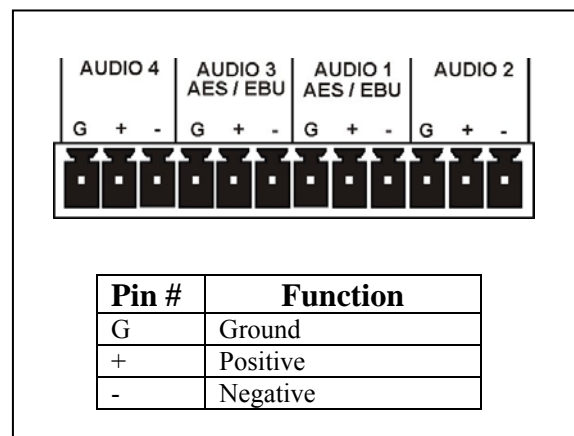 AUDIO 4 AUDIO 3 AUDIO 1 AUDIO 2
AES / EBU AES / EBU
G + - G + - G + - G + -
Pin # Function
G Ground
+ Positive
- Negative